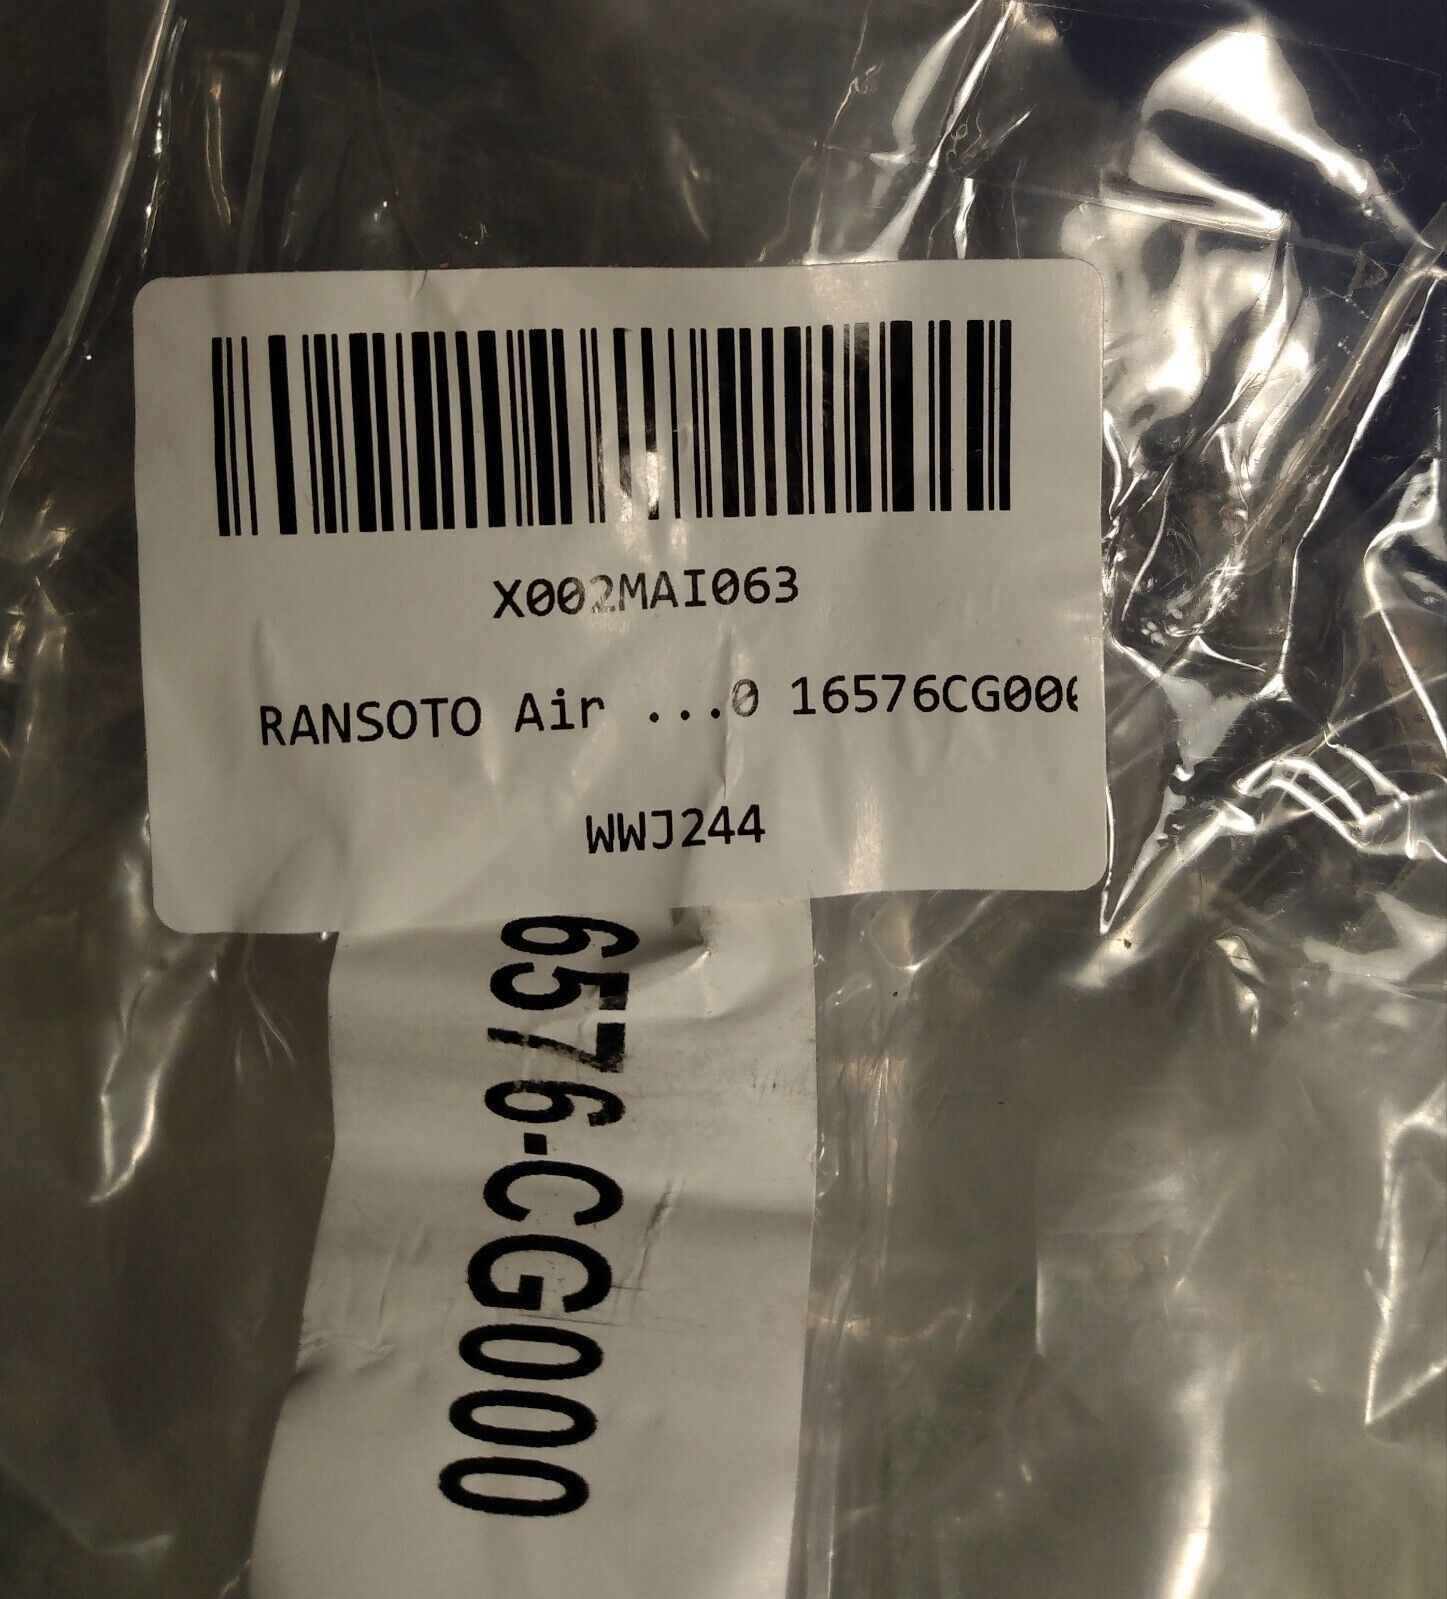 X002MAI063
RANSOTO Air ...0 16576CG000
WWJ244
6576-CG000